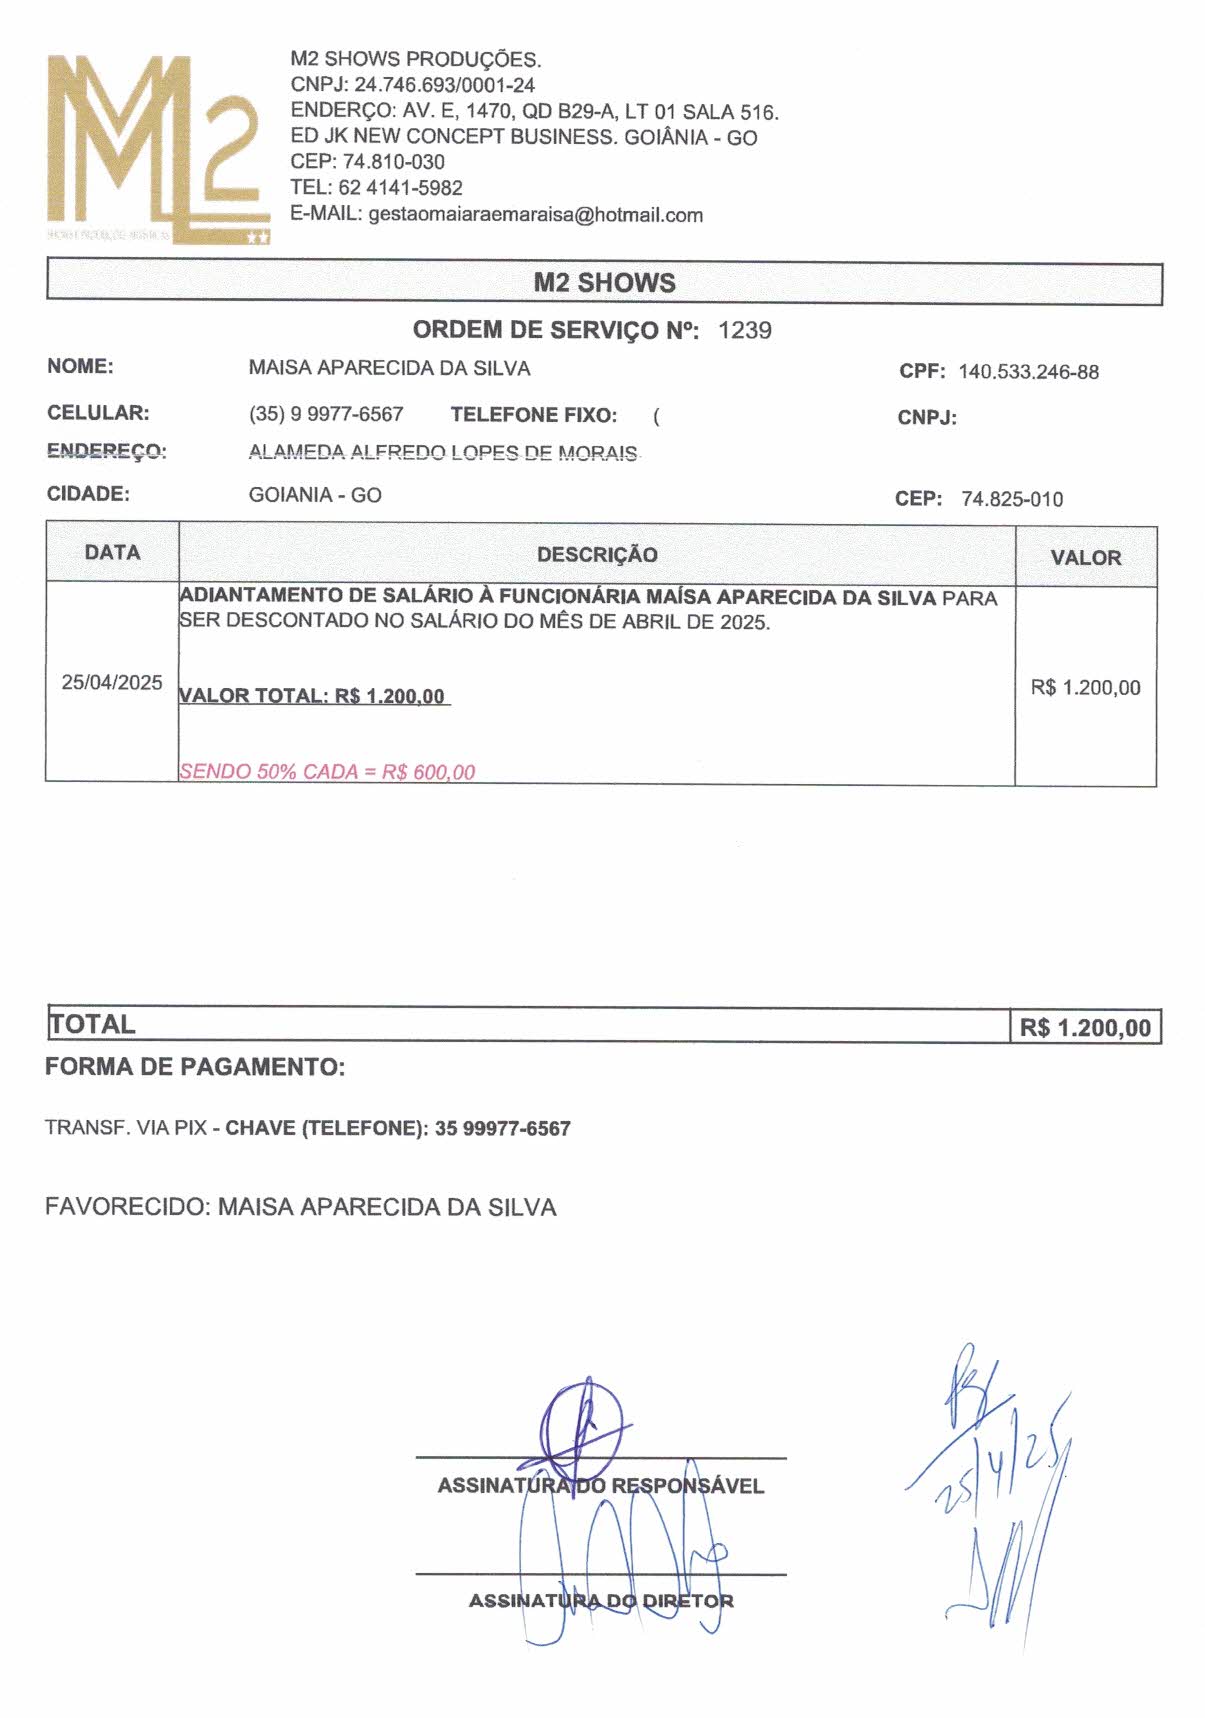 M2
M2 SHOWS PRODUÇÕES.
CNPJ: 24.746.693/0001-24
ENDERÇO: AV. E, 1470, QD B29-A, LT 01 SALA 516.
ED JK NEW CONCEPT BUSINESS. GOIÂNIA - GO
CEP: 74.810-030
TEL: 62 4141-5982
E-MAIL: gestaomaiaraemaraisa@hotmail.com
M2 SHOWS
ORDEM DE SERVIÇO Nº: 1239
NOME: MAISA APARECIDA DA SILVA CPF: 140.533.246-88
CELULAR: (35) 9 9977-6567 TELEFONE FIXO: ( CNPJ:
ENDEREÇO: ALAMEDA ALFREDO LOPES DE MORAIS
CIDADE: GOIANIA - GO CEP: 74.825-010
DATA DESCRIÇÃO VALOR
ADIANTAMENTO DE SALÁRIO À FUNCIONÁRIA MAÍSA APARECIDA DA SILVA PARA
SER DESCONTADO NO SALÁRIO DO MÊS DE ABRIL DE 2025.
25/04/2025 VALOR TOTAL: R$ 1.200,00 R$ 1.200,00
SENDO 50% CADA = R$ 600,00
TOTAL R$ 1.200,00
FORMA DE PAGAMENTO:
TRANSF. VIA PIX - CHAVE (TELEFONE): 35 99977-6567
FAVORECIDO: MAISA APARECIDA DA SILVA
25/4/25
ASSINATURA DO RESPONSÁVEL
ASSINATURA DO DIRETOR